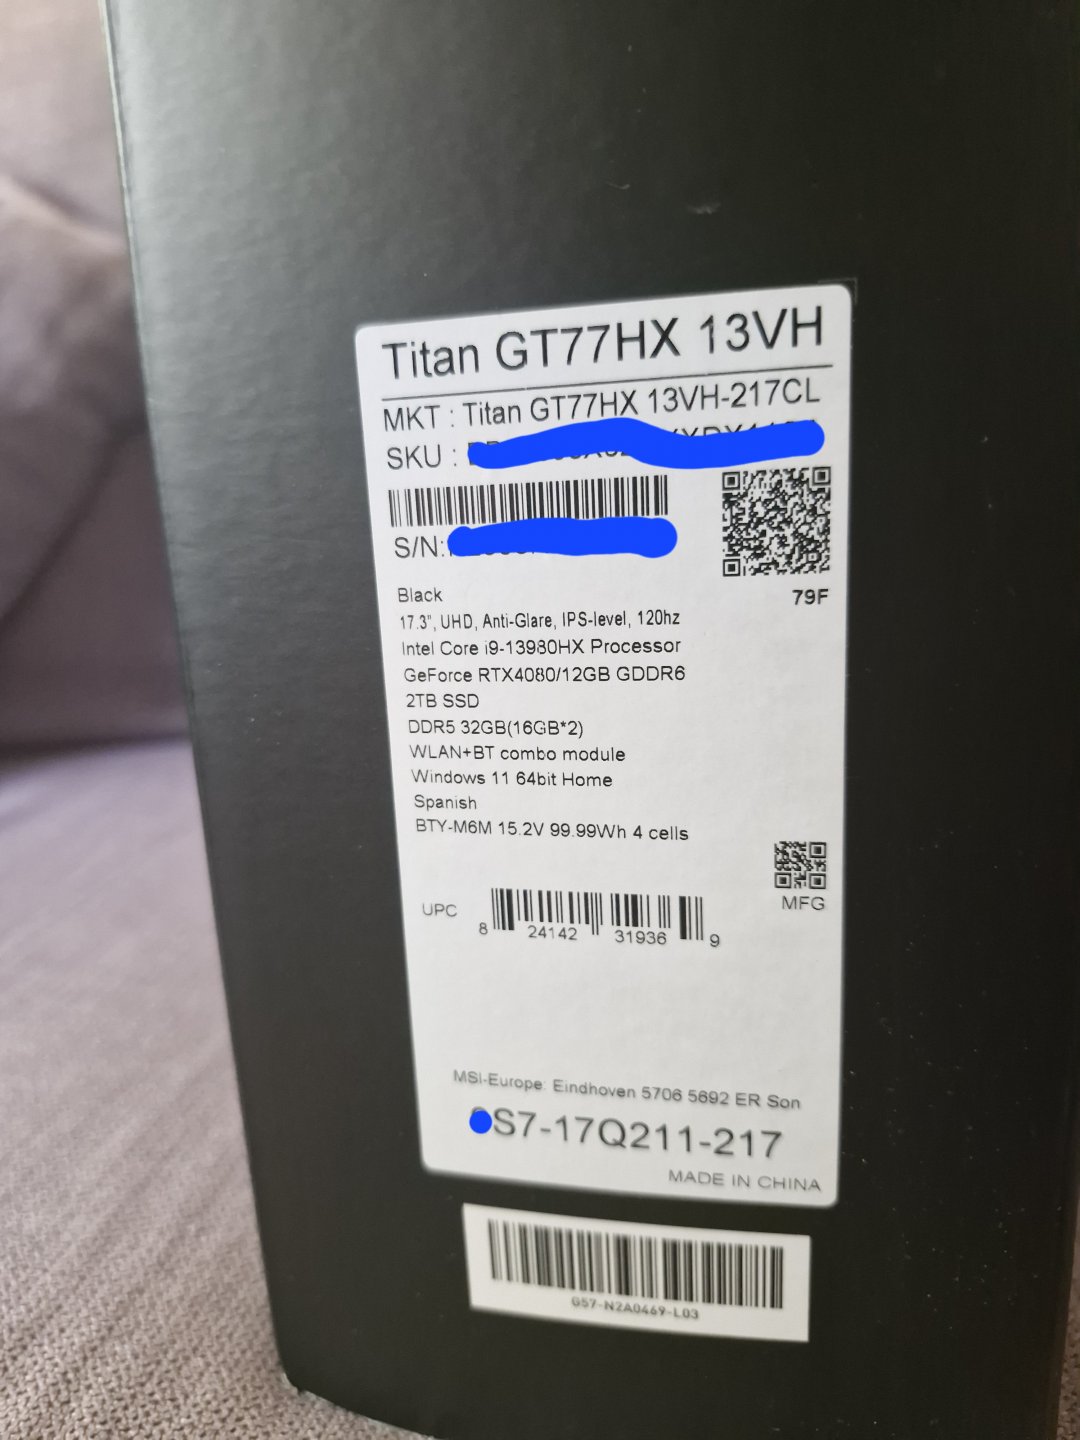 Titan GT77HX 13VH
MKT : Titan GT77HX 13VH-217CL
SKU :
S/N:
79F
Black
17.3", UHD, Anti-Glare, IPS-level, 120hz
Intel Core i9-13980HX Processor
GeForce RTX4080/12GB GDDR6
2TB SSD
DDR5 32GB(16GB*2)
WLAN+BT combo module
Windows 11 64bit Home
Spanish
BTY-M6M 15.2V 99.99Wh 4 cells
MFG
UPC
8 24142 31936 9
MSI-Europe: Eindhoven 5706 5692 ER Son
S7-17Q211-217
MADE IN CHINA
G57-N2A0469-L03